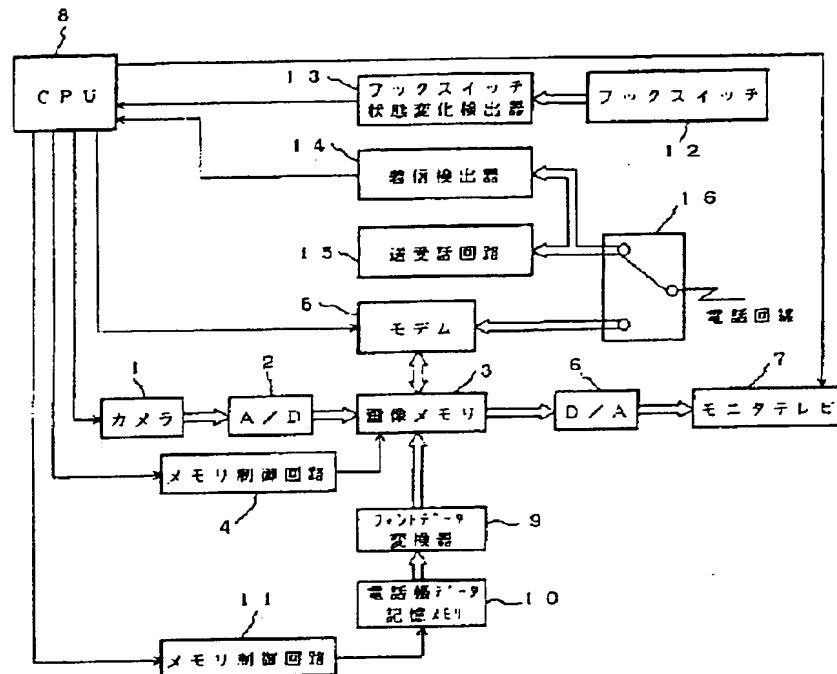 8
CPU
13
フックスイッチ
状態変化検出器
フックスイッチ
12
14
着信検出器
16
15
送受話回路
電話回線
5
モデム
1
カメラ
2
A/D
3
画像メモリ
6
D/A
7
モニタテレビ
メモリ制御回路
4
フォントデータ
変換器
9
電話帳データ
記憶メモリ
10
11
メモリ制御回路